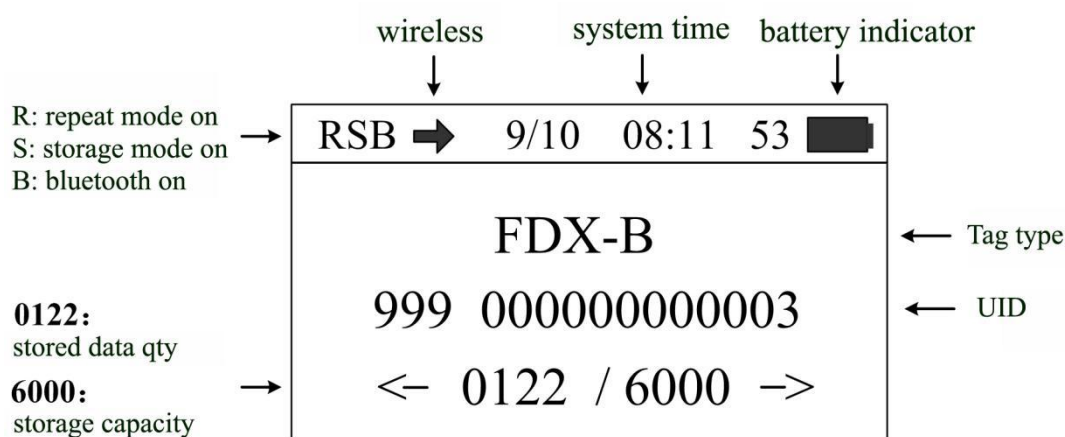 wireless system time battery indicator
R: repeat mode on
S: storage mode on
B: bluetooth on
RSB 9/10 08:11 53
FDX-B
Tag type
999 000000000003
UID
0122：
stored data qty
6000：
storage capacity
<- 0122 / 6000 ->